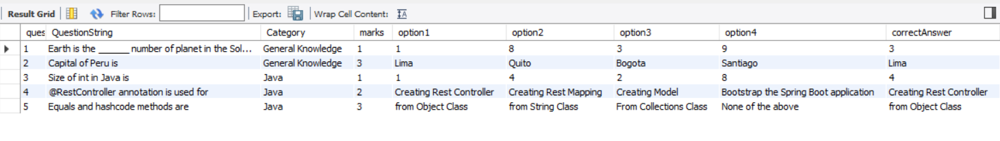 Result Grid Filter Rows: Export: Wrap Cell Content: IA
ques QuestionString Category marks option1 option2 option3 option4 correctAnswer
1 Earth is the ______ number of planet in the Sol... General Knowledge 1 1 8 3 9 3
2 Capital of Peru is General Knowledge 3 Lima Quito Bogota Santiago Lima
3 Size of int in Java is Java 1 1 4 2 8 4
4 @RestController annotation is used for Java 2 Creating Rest Controller Creating Rest Mapping Creating Model Bootstrap the Spring Boot application Creating Rest Controller
5 Equals and hashcode methods are Java 3 from Object Class from String Class From Collections Class None of the above from Object Class